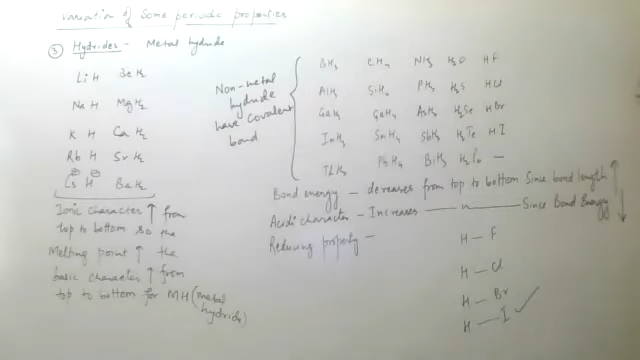 Variation of Some periodic properties
③ Hydrides - Metal hydride
LiH BeH₂
NaH MgH₂
K H CaH₂
Rb H SrH₂
Cs H BaH₂
⊕ ⊖
Ionic character ↑ from
top to bottom so the
Melting point ↑ the
basic character ↑ from
top to bottom for MH (metal
hydride)
Non-metal
hydride
have covalent
bond
BH₃ CH₄ NH₃ H₂O HF
AlH₃ SiH₄ PH₃ H₂S HCl
GaH₃ GeH₄ AsH₃ H₂Se HBr
InH₃ SnH₄ SbH₃ H₂Te HI
TlH₃ PbH₄ BiH₃ H₂Po —
Bond energy — decreases from top to bottom Since bond length ↑
Acidic character — Increases — " — Since Bond Energy ↓
Reducing property —
H — F
H — Cl
H — Br
H — I ✓